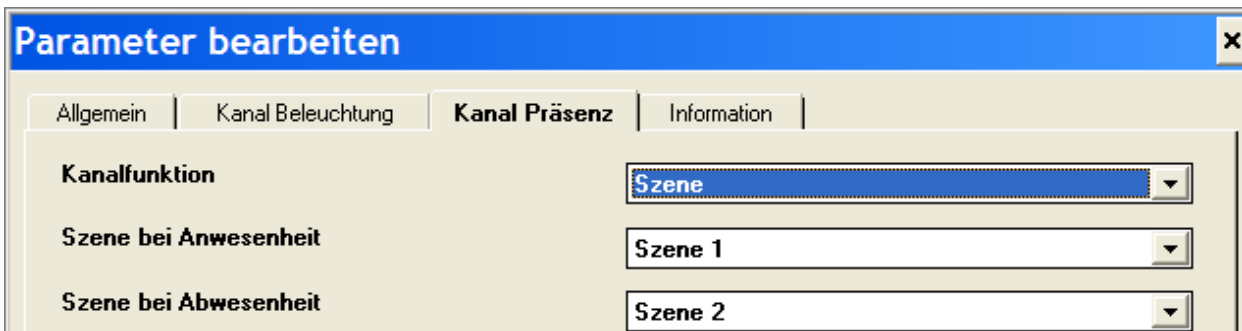 Parameter bearbeiten
Allgemein Kanal Beleuchtung Kanal Präsenz Information
Kanalfunktion Szene
Szene bei Anwesenheit Szene 1
Szene bei Abwesenheit Szene 2